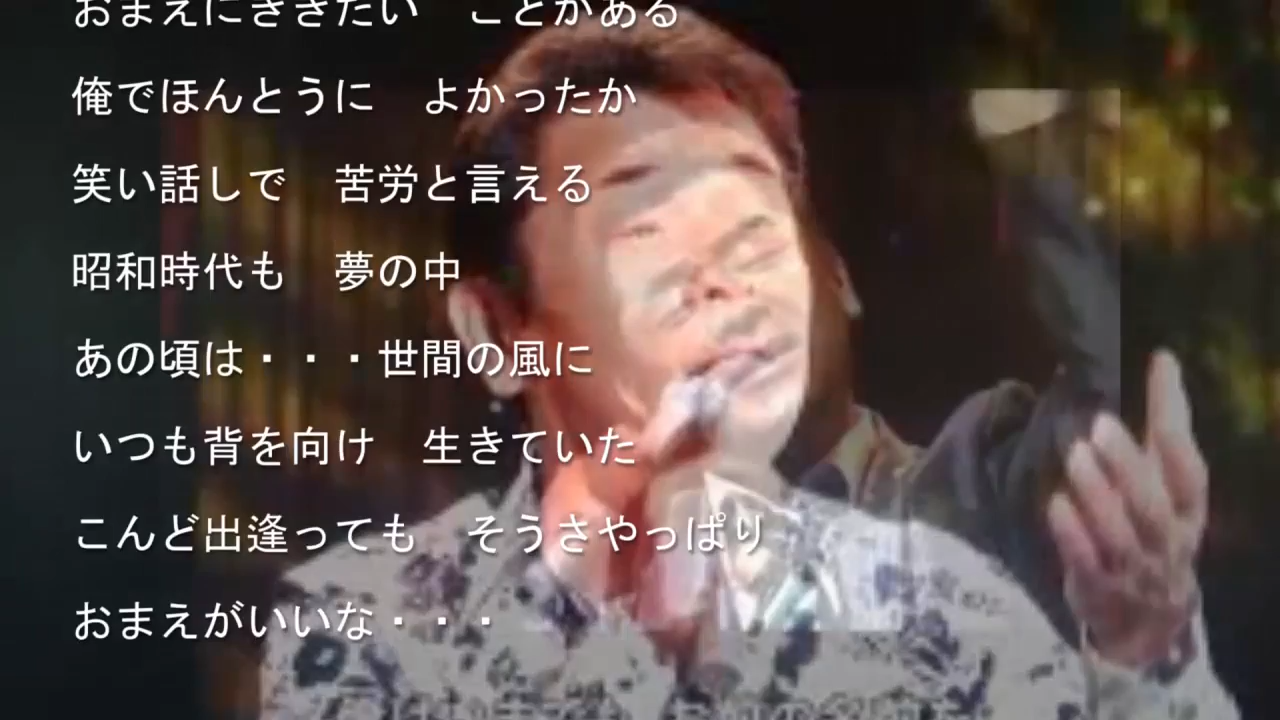 おまえにききたい　ことがある
俺でほんとうに　よかったか
笑い話しで　苦労と言える
昭和時代も　夢の中
あの頃は・・・世間の風に
いつも背を向け　生きていた
こんど出逢っても　そうさやっぱり
おまえがいいな・・・